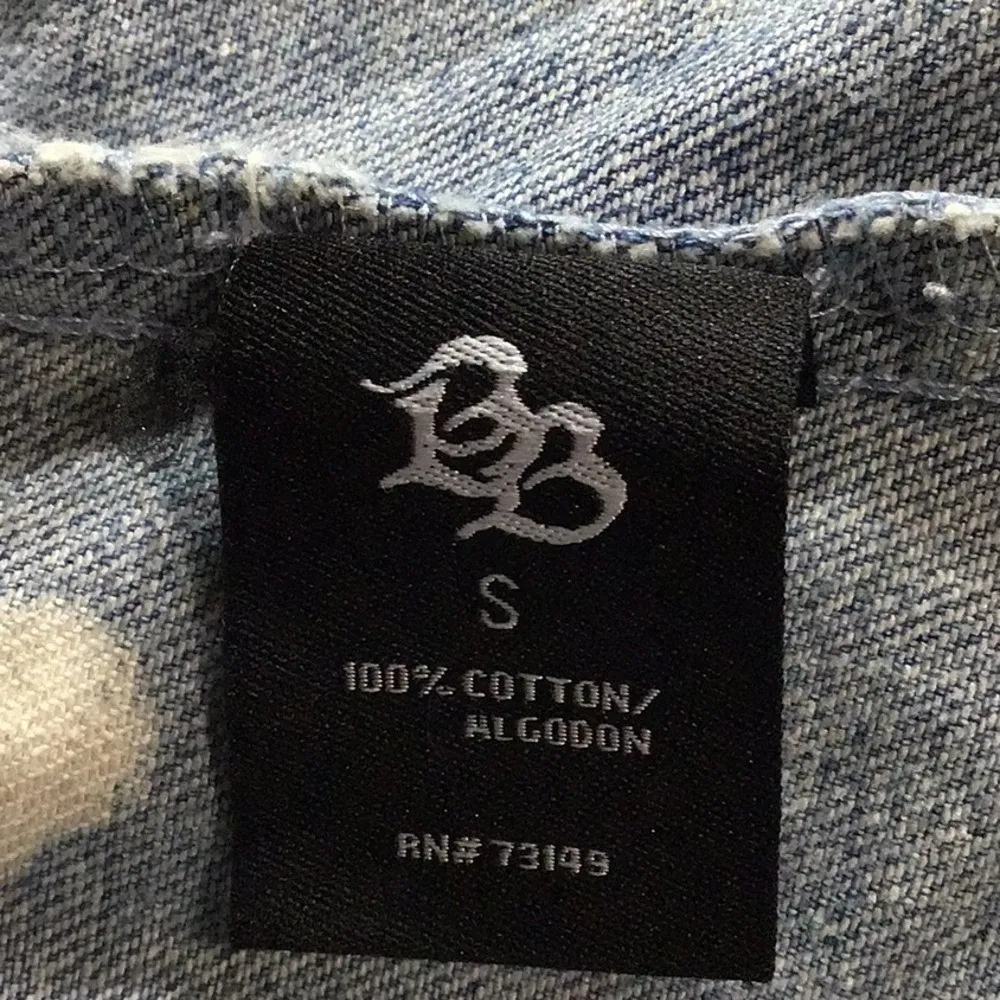 S
100% COTTON/
ALGODON
RN# 73149